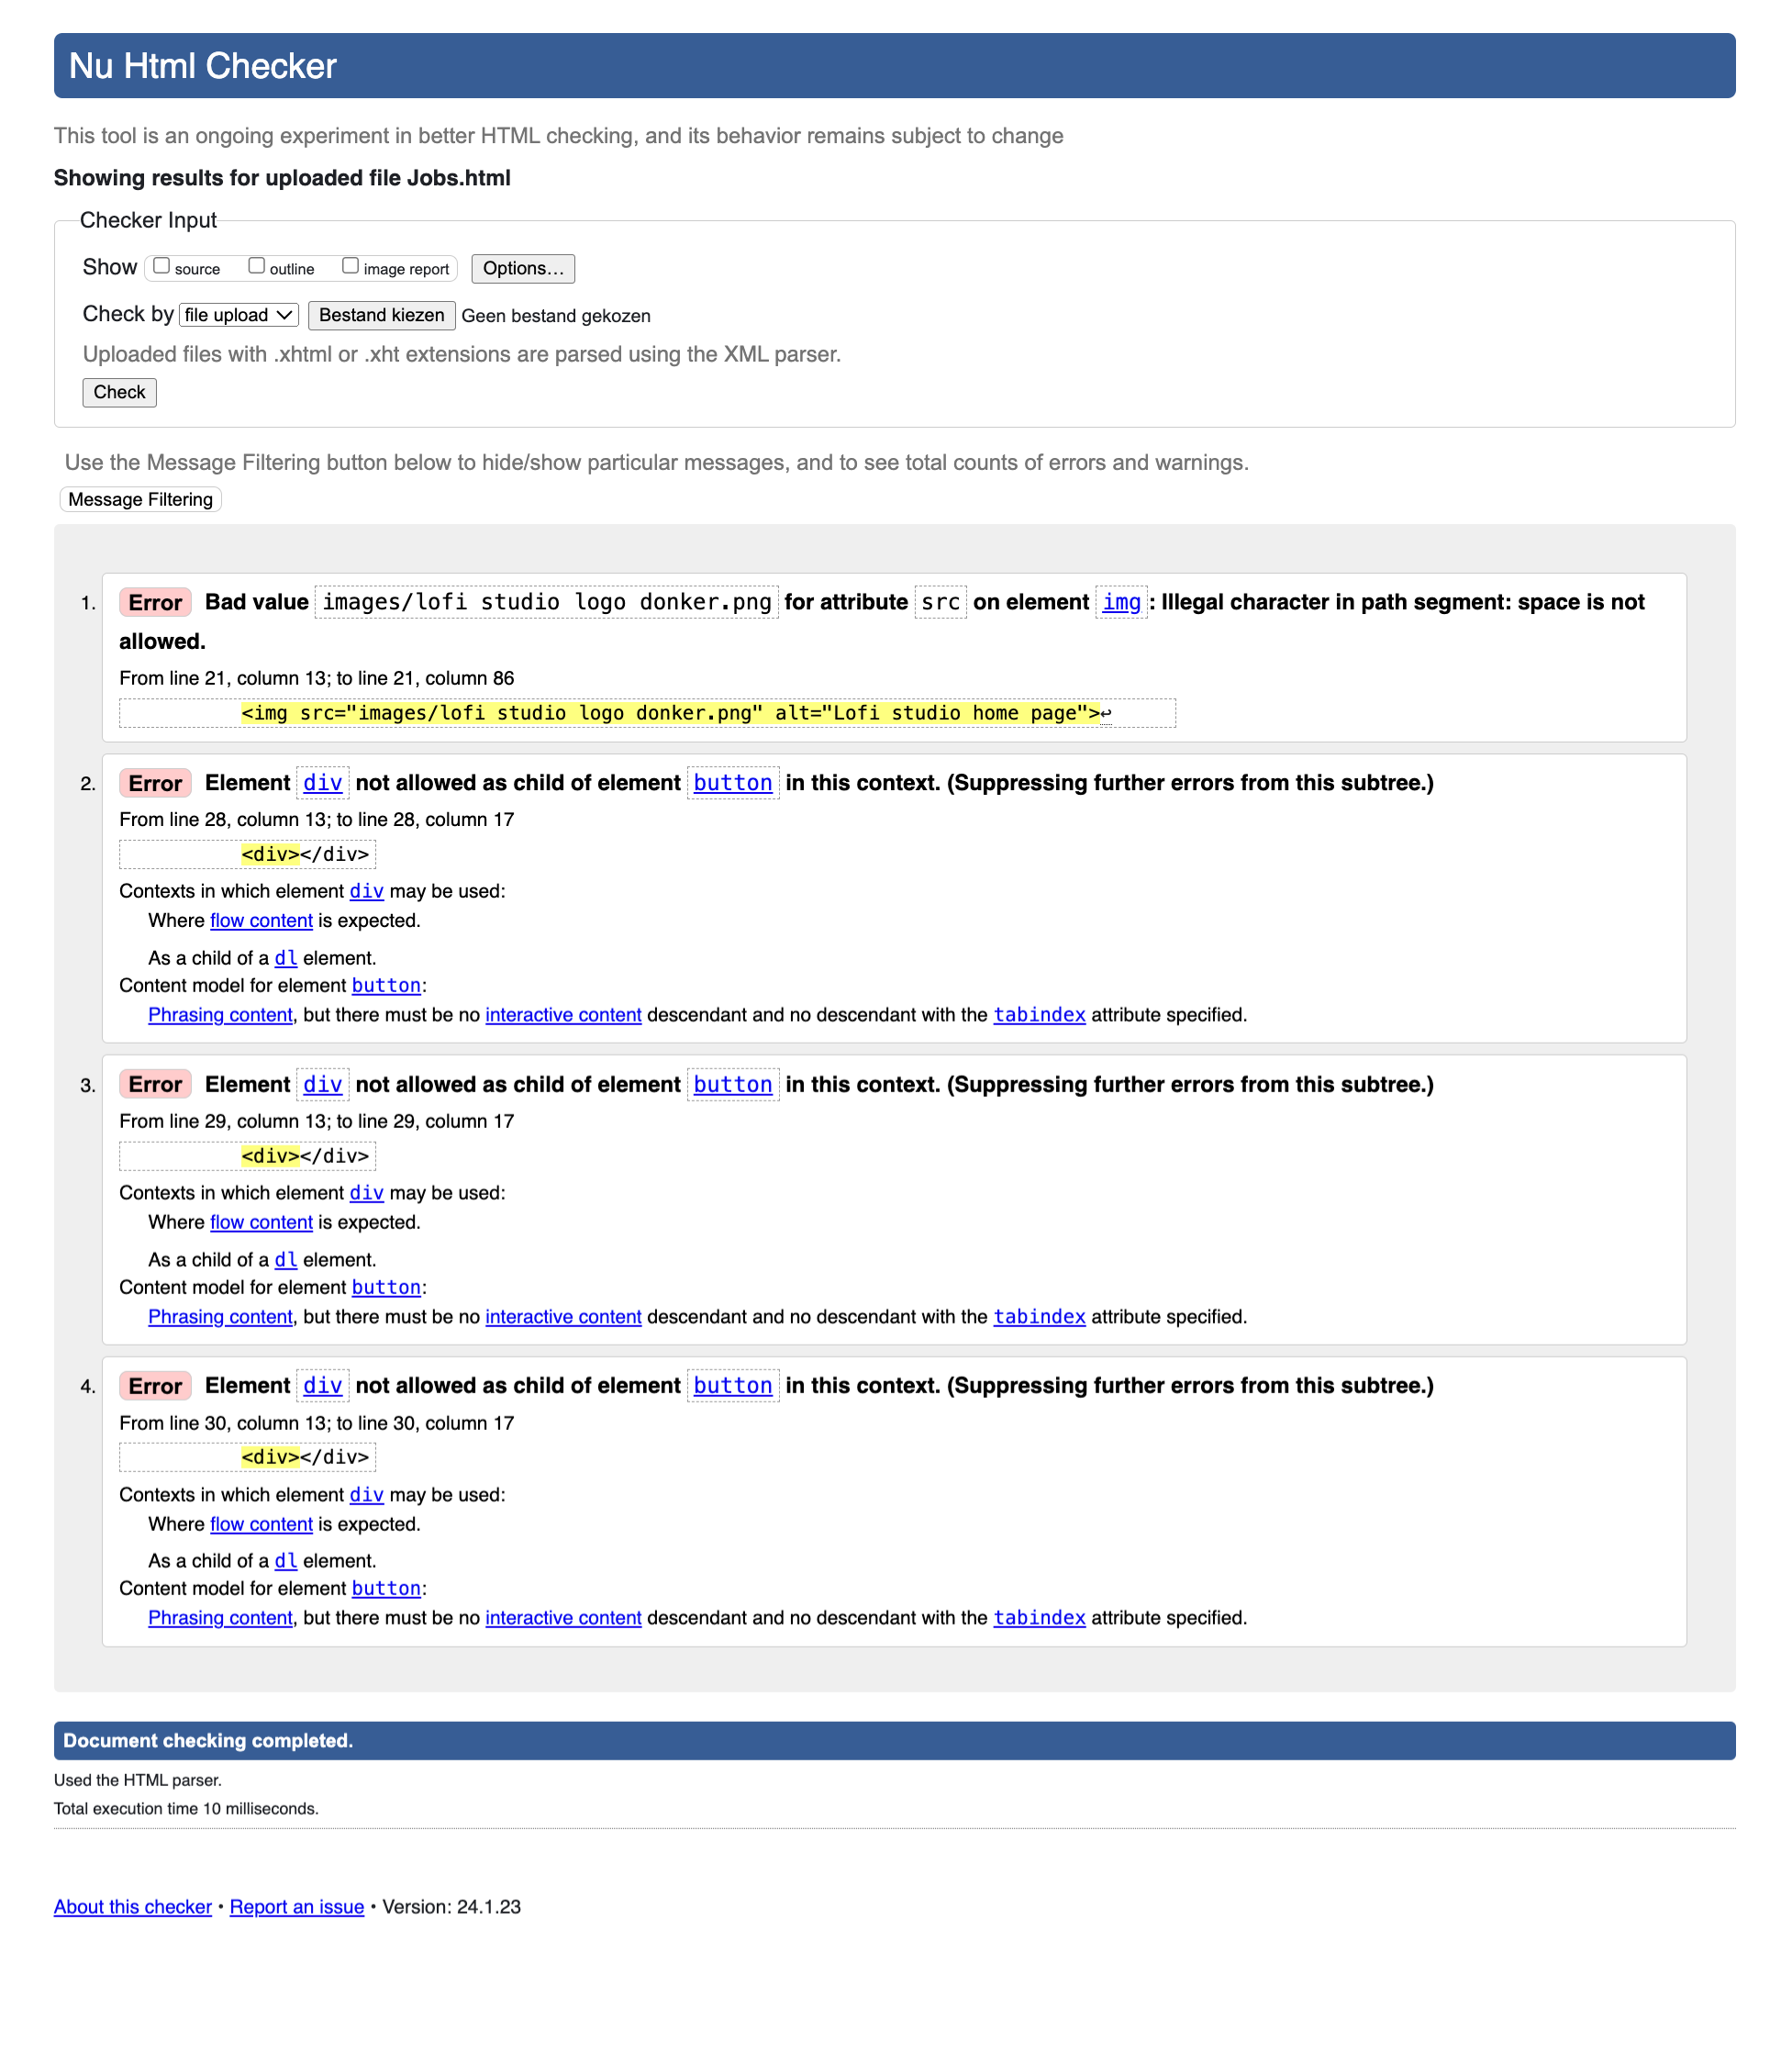 Nu Html Checker
This tool is an ongoing experiment in better HTML checking, and its behavior remains subject to change
Showing results for uploaded file Jobs.html
Checker Input
Show source outline image report Options…
Check by file upload Bestand kiezen Geen bestand gekozen
Uploaded files with .xhtml or .xht extensions are parsed using the XML parser.
Check
Use the Message Filtering button below to hide/show particular messages, and to see total counts of errors and warnings.
Message Filtering
1. Error Bad value images/lofi studio logo donker.png for attribute src on element img: Illegal character in path segment: space is not
allowed.
From line 21, column 13; to line 21, column 86
<img src="images/lofi studio logo donker.png" alt="Lofi studio home page">↩
2. Error Element div not allowed as child of element button in this context. (Suppressing further errors from this subtree.)
From line 28, column 13; to line 28, column 17
<div></div>
Contexts in which element div may be used:
Where flow content is expected.
As a child of a dl element.
Content model for element button:
Phrasing content, but there must be no interactive content descendant and no descendant with the tabindex attribute specified.
3. Error Element div not allowed as child of element button in this context. (Suppressing further errors from this subtree.)
From line 29, column 13; to line 29, column 17
<div></div>
Contexts in which element div may be used:
Where flow content is expected.
As a child of a dl element.
Content model for element button:
Phrasing content, but there must be no interactive content descendant and no descendant with the tabindex attribute specified.
4. Error Element div not allowed as child of element button in this context. (Suppressing further errors from this subtree.)
From line 30, column 13; to line 30, column 17
<div></div>
Contexts in which element div may be used:
Where flow content is expected.
As a child of a dl element.
Content model for element button:
Phrasing content, but there must be no interactive content descendant and no descendant with the tabindex attribute specified.
Document checking completed.
Used the HTML parser.
Total execution time 10 milliseconds.
About this checker • Report an issue • Version: 24.1.23